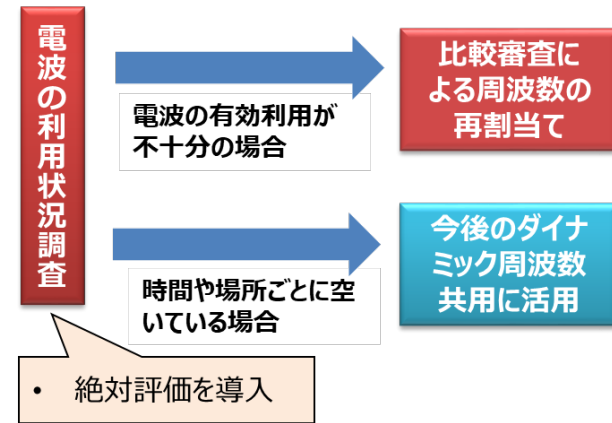 電波の利用状況調査
電波の有効利用が
不十分の場合
比較審査に
よる周波数の
再割当て
時間や場所ごとに空
いている場合
今後のダイナ
ミック周波数
共用に活用
• 絶対評価を導入